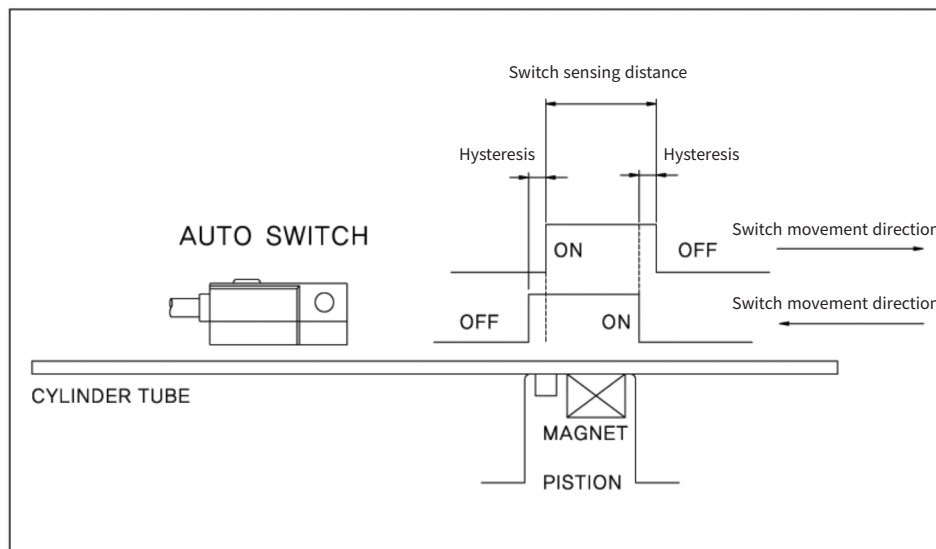 Switch sensing distance
Hysteresis
Hysteresis
AUTO SWITCH
ON
OFF
Switch movement direction
OFF
ON
Switch movement direction
CYLINDER TUBE
MAGNET
PISTION